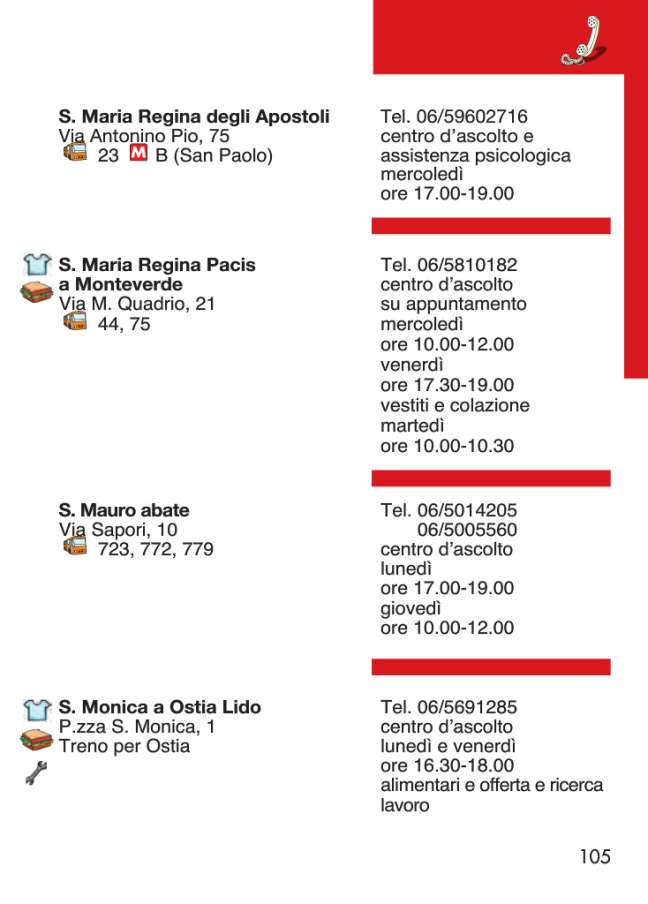 S. Maria Regina degli Apostoli
Via Antonino Pio, 75
23 M B (San Paolo)
Tel. 06/59602716
centro d'ascolto e
assistenza psicologica
mercoledì
ore 17.00-19.00
S. Maria Regina Pacis
a Monteverde
Via M. Quadrio, 21
44, 75
Tel. 06/5810182
centro d'ascolto
su appuntamento
mercoledì
ore 10.00-12.00
venerdì
ore 17.30-19.00
vestiti e colazione
martedì
ore 10.00-10.30
S. Mauro abate
Via Sapori, 10
723, 772, 779
Tel. 06/5014205
06/5005560
centro d'ascolto
lunedì
ore 17.00-19.00
giovedì
ore 10.00-12.00
S. Monica a Ostia Lido
P.zza S. Monica, 1
Treno per Ostia
Tel. 06/5691285
centro d'ascolto
lunedì e venerdì
ore 16.30-18.00
alimentari e offerta e ricerca
lavoro
105